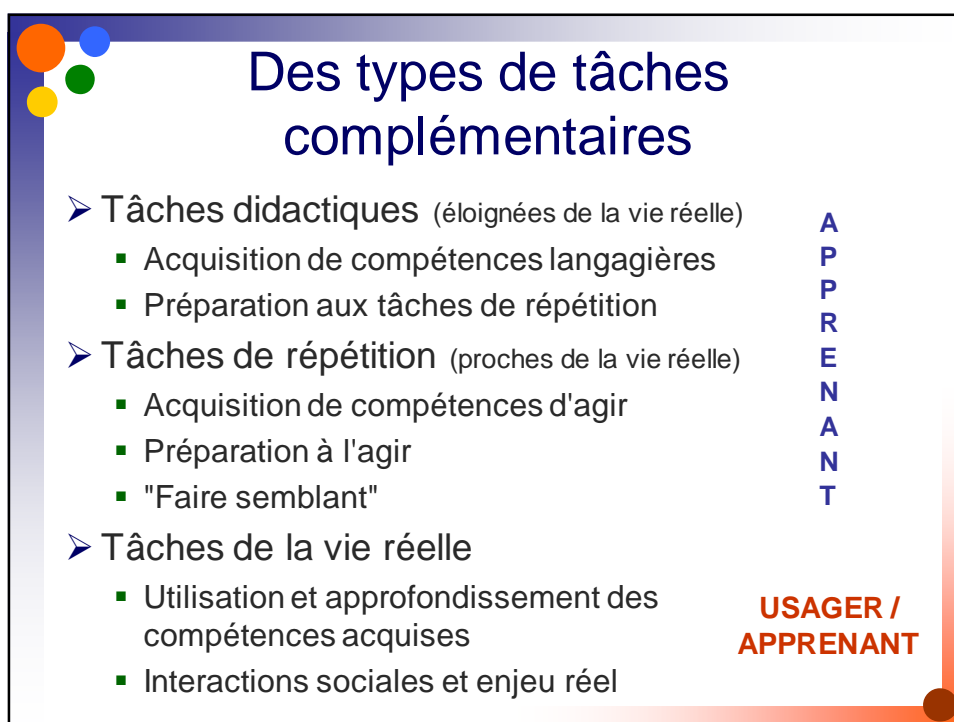 Des types de tâches
complémentaires
➢ Tâches didactiques (éloignées de la vie réelle)
▪ Acquisition de compétences langagières
▪ Préparation aux tâches de répétition
➢ Tâches de répétition (proches de la vie réelle)
▪ Acquisition de compétences d'agir
▪ Préparation à l'agir
▪ "Faire semblant"
➢ Tâches de la vie réelle
▪ Utilisation et approfondissement des
compétences acquises
▪ Interactions sociales et enjeu réel
A
P
P
R
E
N
A
N
T
USAGER /
APPRENANT